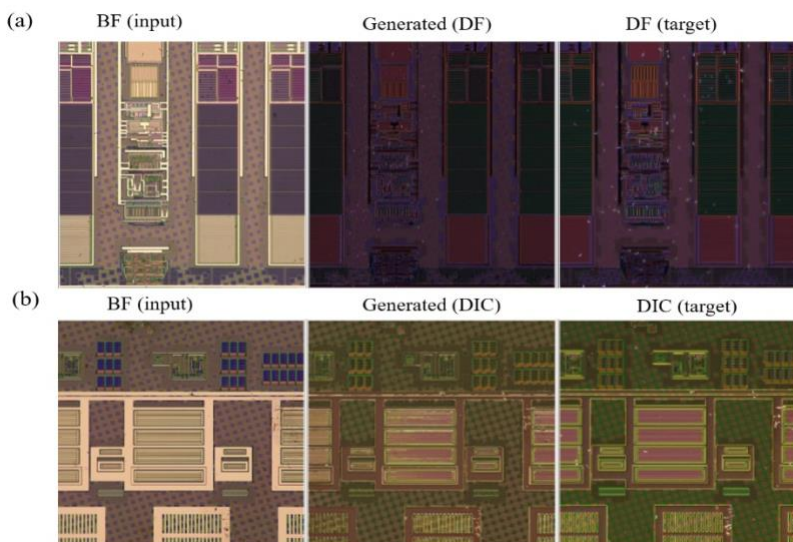 (a)
BF (input) Generated (DF) DF (target)
(b)
BF (input) Generated (DIC) DIC (target)